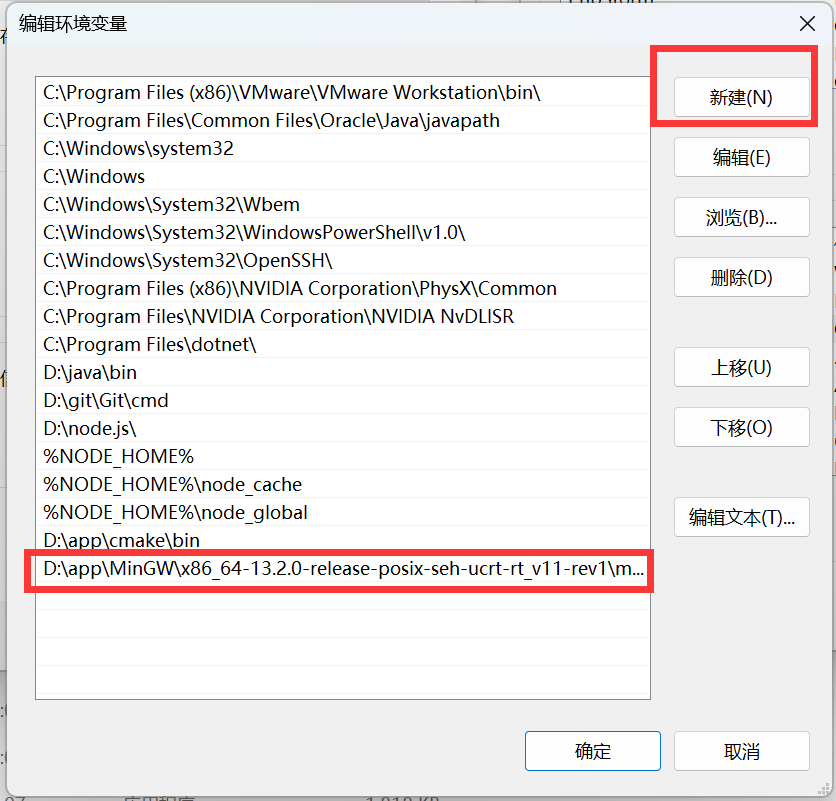 编辑环境变量
C:\Program Files (x86)\VMware\VMware Workstation\bin\
C:\Program Files\Common Files\Oracle\Java\javapath
C:\Windows\system32
C:\Windows
C:\Windows\System32\Wbem
C:\Windows\System32\WindowsPowerShell\v1.0\
C:\Windows\System32\OpenSSH\
C:\Program Files (x86)\NVIDIA Corporation\PhysX\Common
C:\Program Files\NVIDIA Corporation\NVIDIA NvDLISR
C:\Program Files\dotnet\
D:\java\bin
D:\git\Git\cmd
D:\node.js\
%NODE_HOME%
%NODE_HOME%\node_cache
%NODE_HOME%\node_global
D:\app\cmake\bin
D:\app\MinGW\x86_64-13.2.0-release-posix-seh-ucrt-rt_v11-rev1\m...
新建(N)
编辑(E)
浏览(B)...
删除(D)
上移(U)
下移(O)
编辑文本(T)...
确定
取消